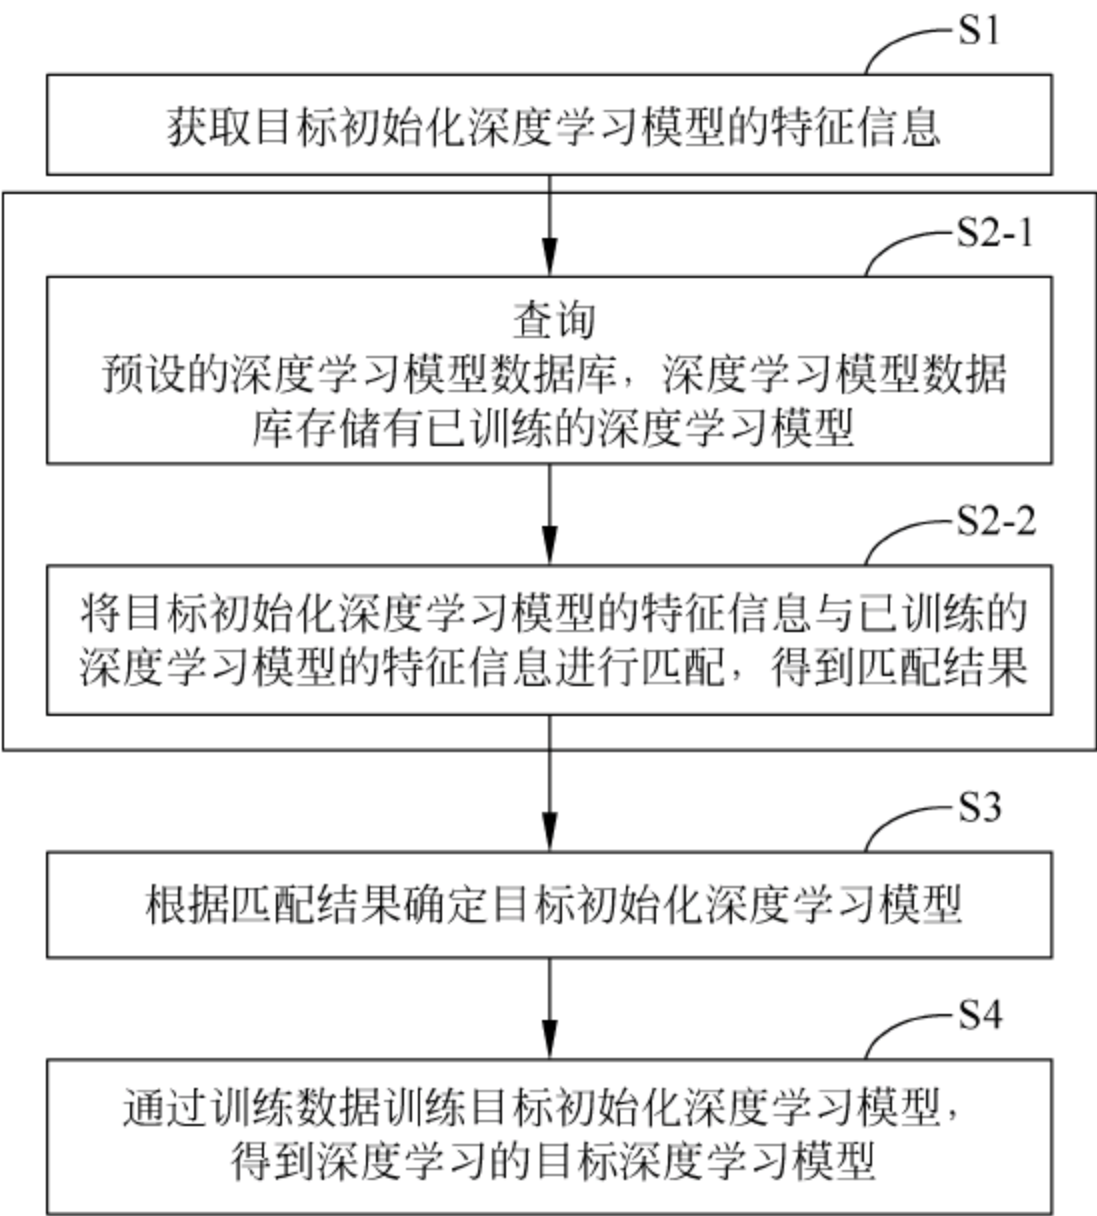 S1
获取目标初始化深度学习模型的特征信息
S2-1
查询
预设的深度学习模型数据库，深度学习模型数据
库存储有已训练的深度学习模型
S2-2
将目标初始化深度学习模型的特征信息与已训练的
深度学习模型的特征信息进行匹配，得到匹配结果
S3
根据匹配结果确定目标初始化深度学习模型
S4
通过训练数据训练目标初始化深度学习模型，
得到深度学习的目标深度学习模型